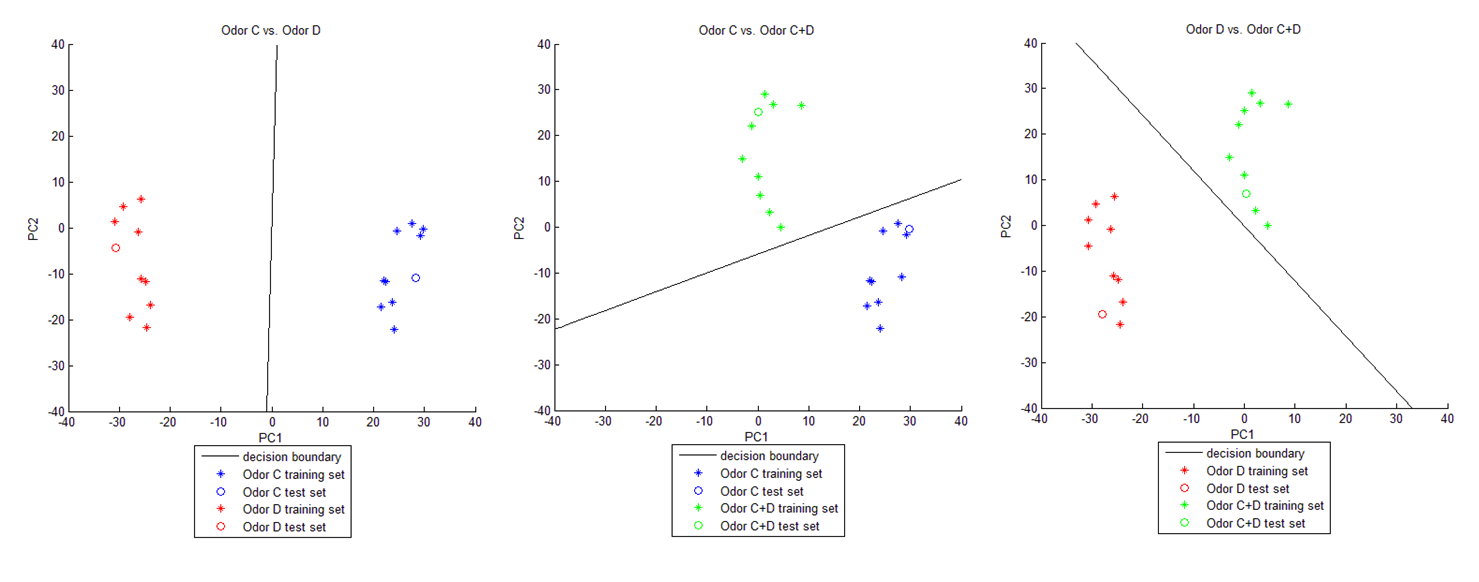 Odor C vs. Odor D
40
30
20
10
0
-10
-20
-30
-40
PC2
-40 -30 -20 -10 0 10 20 30 40
PC1
decision boundary
Odor C training set
Odor C test set
Odor D training set
Odor D test set
Odor C vs. Odor C+D
40
30
20
10
0
-10
-20
-30
-40
PC2
-40 -30 -20 -10 0 10 20 30 40
PC1
decision boundary
Odor C training set
Odor C test set
Odor C+D training set
Odor C+D test set
Odor D vs. Odor C+D
40
30
20
10
0
-10
-20
-30
-40
PC2
-40 -30 -20 -10 0 10 20 30 40
PC1
decision boundary
Odor D training set
Odor D test set
Odor C+D training set
Odor C+D test set